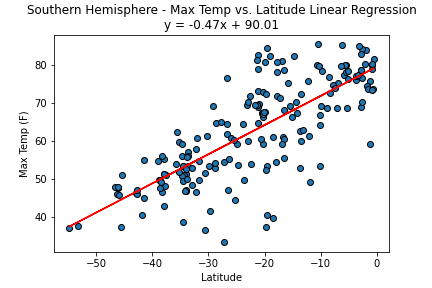 Southern Hemisphere - Max Temp vs. Latitude Linear Regression
y = -0.47x + 90.01
80
70
60
50
40
Max Temp (F)
−50
−40
−30
−20
−10
0
Latitude